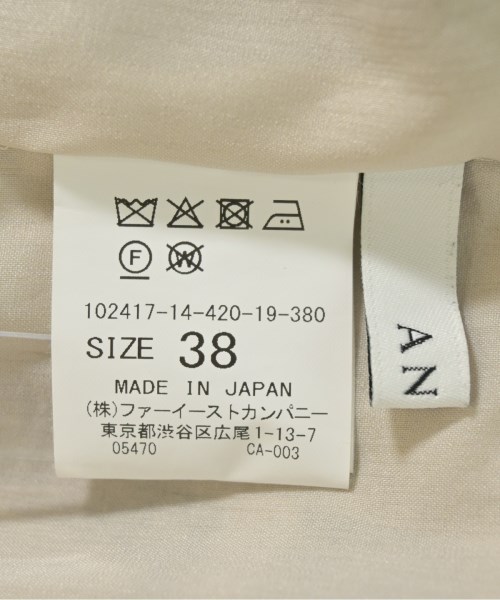 F W
102417-14-420-19-380
SIZE 38
MADE IN JAPAN
(株)ファーイーストカンパニー
東京都渋谷区広尾1-13-7
05470 CA-003
AN